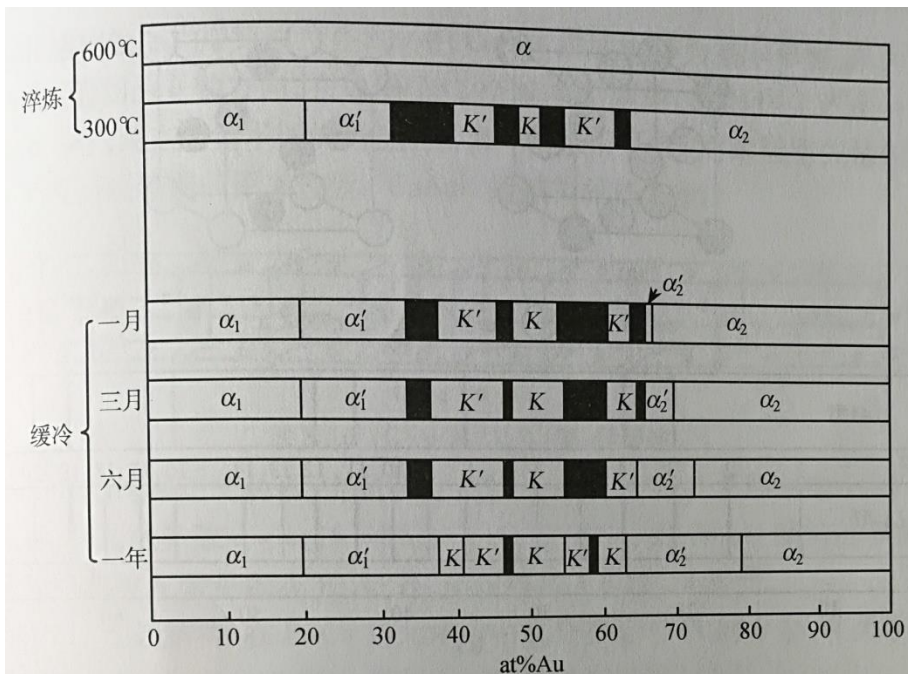 600℃ α
淬炼
300℃ α₁ α₁′ K′ K K′ α₂
α₂′
一月 α₁ α₁′ K′ K K′ α₂
三月 α₁ α₁′ K′ K K α₂′ α₂
缓冷
六月 α₁ α₁′ K′ K K′ α₂′ α₂
一年 α₁ α₁′ K K′ K K′ K α₂′ α₂
0 10 20 30 40 50 60 70 80 90 100
at%Au